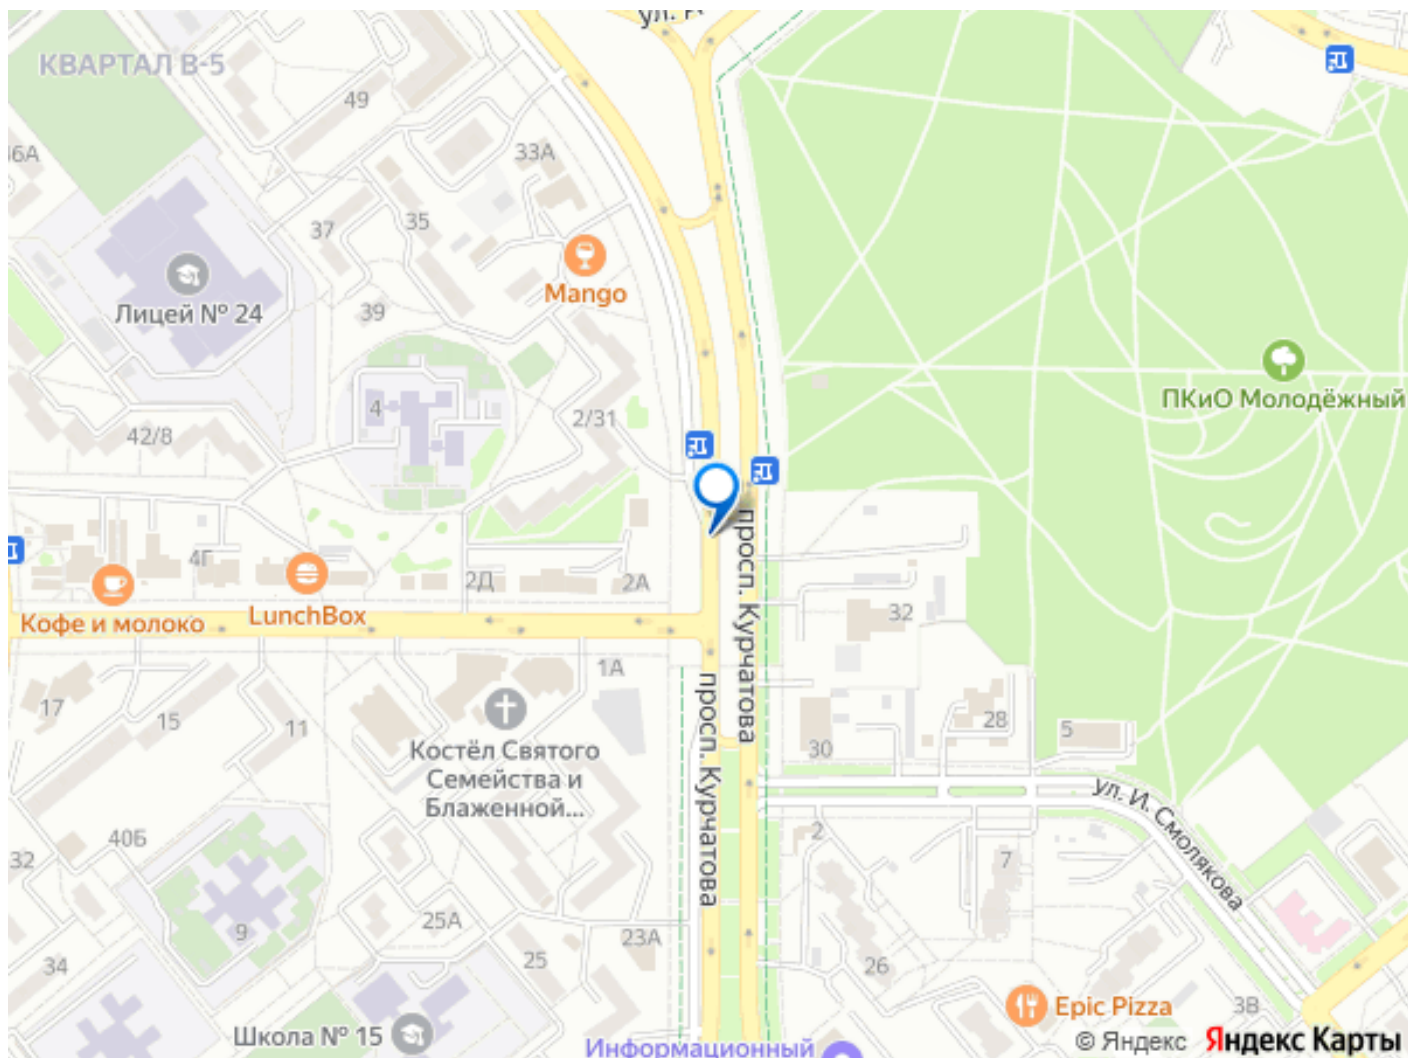 КВАРТАЛ В-5
49
33А
37
35
Лицей № 24
Mango
39
ПКиО Молодёжный
4
2/31
42/8
4Г
2Д
2А
Кофе и молоко
LunchBox
32
просп. Курчатова
1А
17
15
11
28
5
30
Костёл Святого
Семейства и
Блаженной...
просп. Курчатова
ул. И. Смолякова
40Б
32
2
7
9
25А
23А
25
34
26
3В
Epic Pizza
Школа № 15
Информационный
© Яндекс
Яндекс Карты